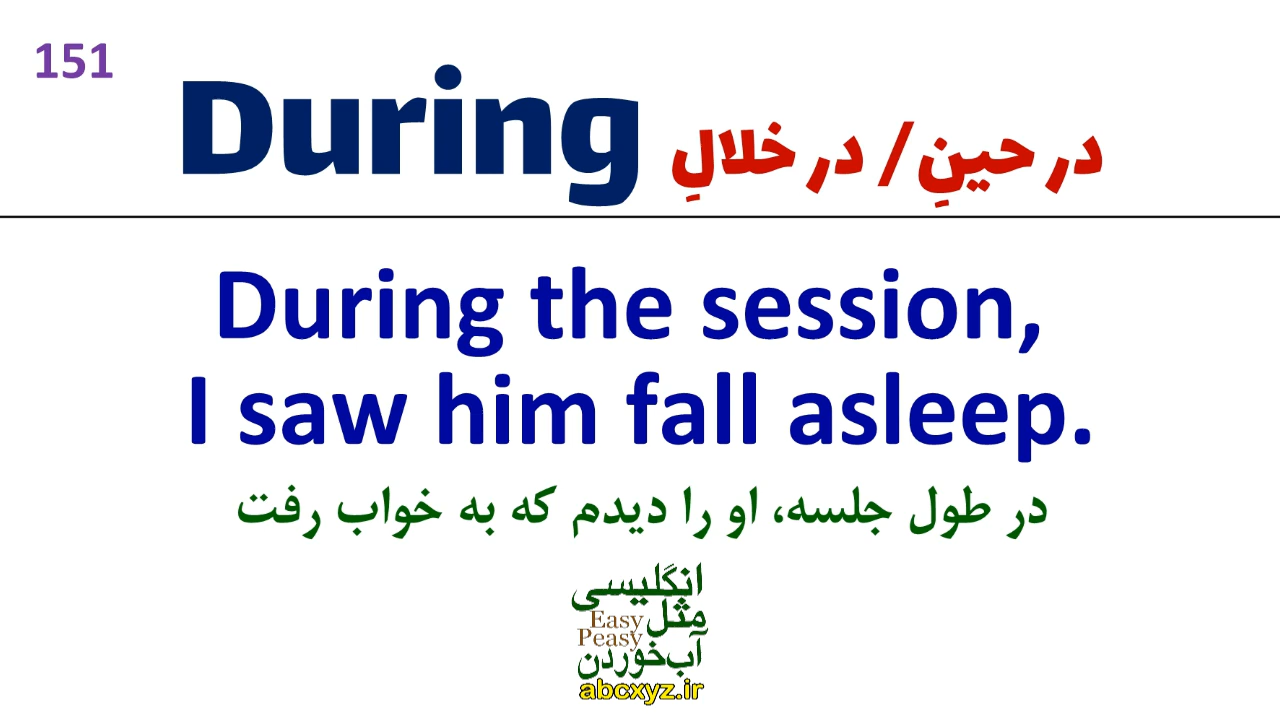 151
During در حینِ / در خلالِ
During the session,
I saw him fall asleep.
در طول جلسه، او را دیدم که به خواب رفت
انگلیسی
مثل Easy
Peasy
آب‌خوردن
abcxyz.ir